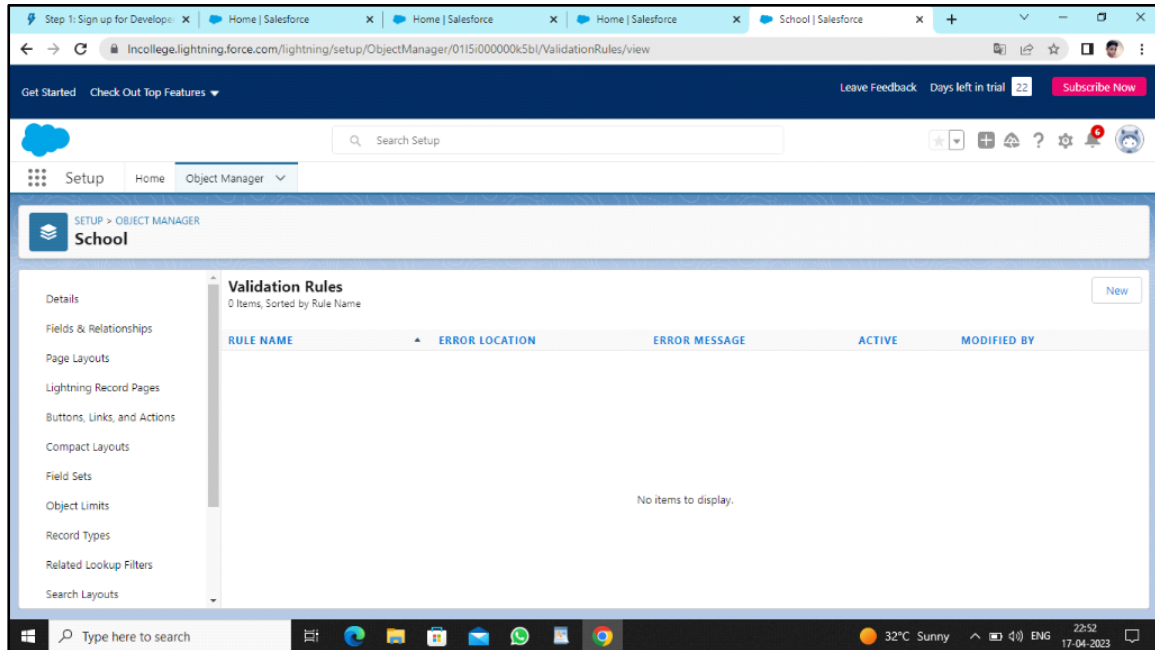 Step 1: Sign up for Develope
Home | Salesforce
Home | Salesforce
Home | Salesforce
School | Salesforce
lncollege.lightning.force.com/lightning/setup/ObjectManager/01I5i000000k5bI/ValidationRules/view
Get Started Check Out Top Features
Leave Feedback Days left in trial 22 Subscribe Now
Search Setup
6
Setup Home Object Manager
SETUP > OBJECT MANAGER
School
Details
Fields & Relationships
Page Layouts
Lightning Record Pages
Buttons, Links, and Actions
Compact Layouts
Field Sets
Object Limits
Record Types
Related Lookup Filters
Search Layouts
Validation Rules
0 Items, Sorted by Rule Name
New
RULE NAME ERROR LOCATION ERROR MESSAGE ACTIVE MODIFIED BY
No items to display.
Type here to search
32°C Sunny
ENG
22:52
17-04-2023